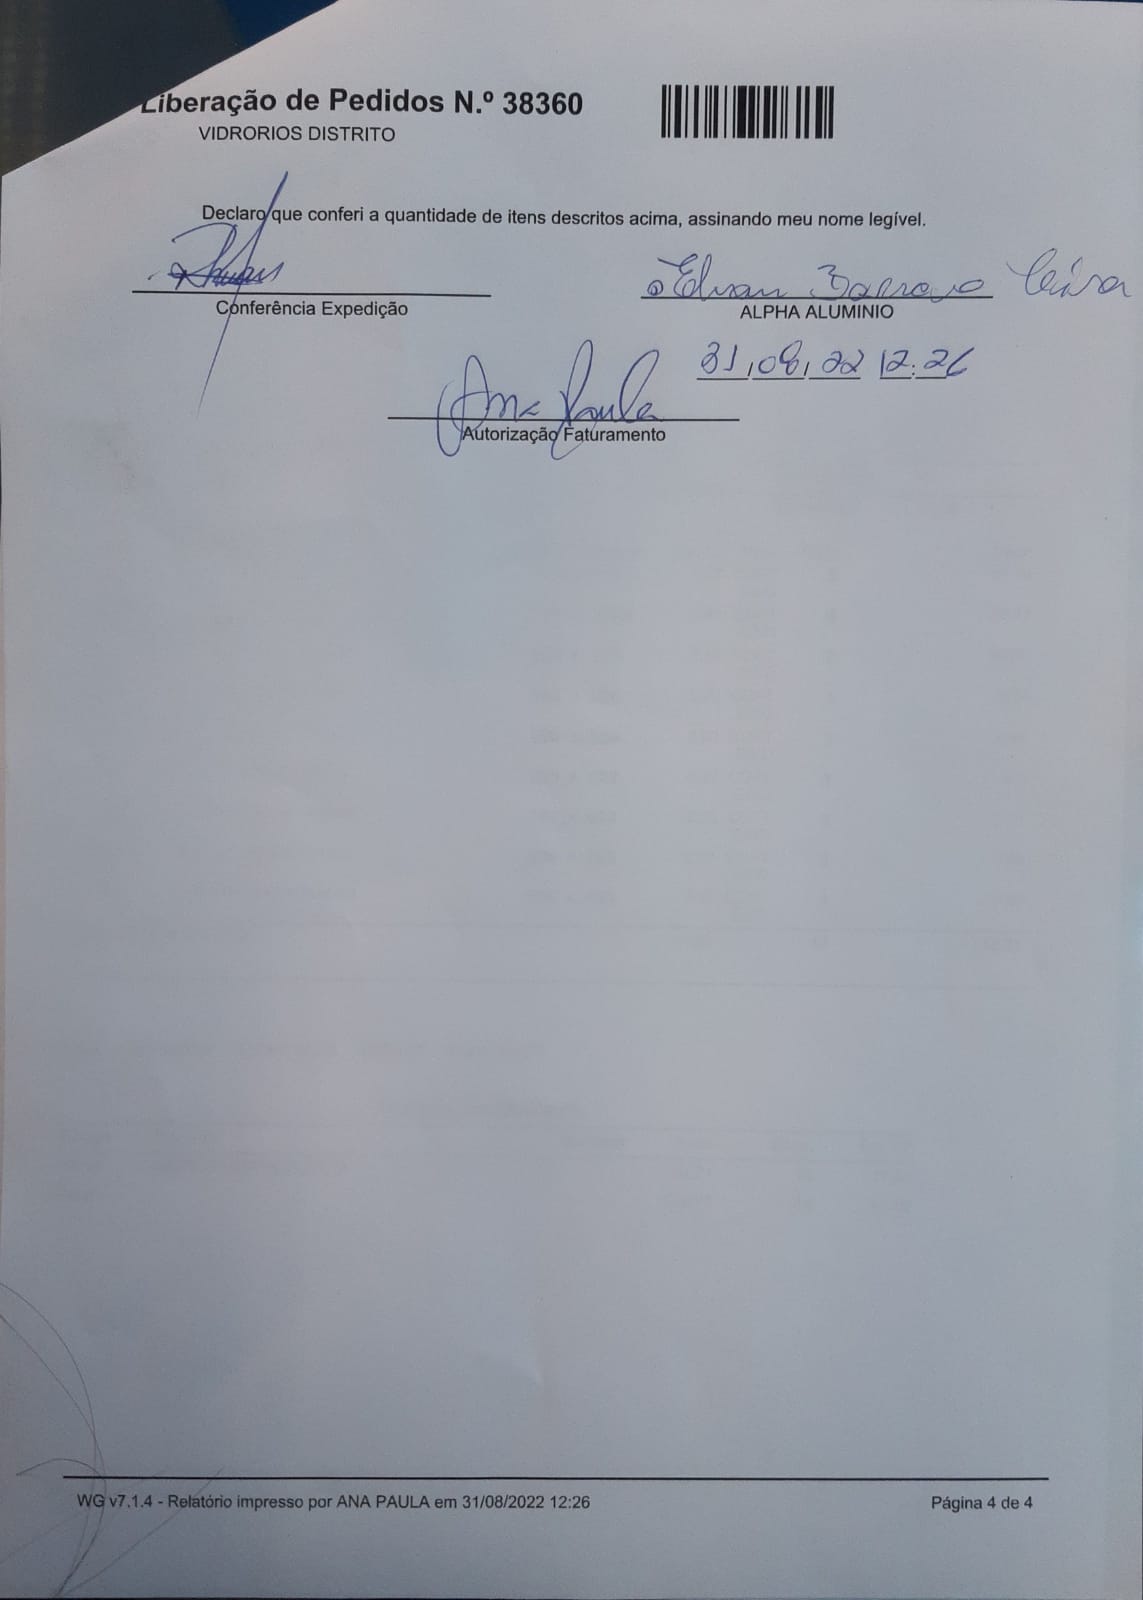 Liberação de Pedidos N.º 38360
VIDRORIOS DISTRITO
Declaro que conferi a quantidade de itens descritos acima, assinando meu nome legível.
Elvan
Conferência Expedição
ALPHA ALUMINIO
31/08/22 12:26
Ana Paula
Autorização Faturamento
WG v7.1.4 - Relatório impresso por ANA PAULA em 31/08/2022 12:26
Página 4 de 4